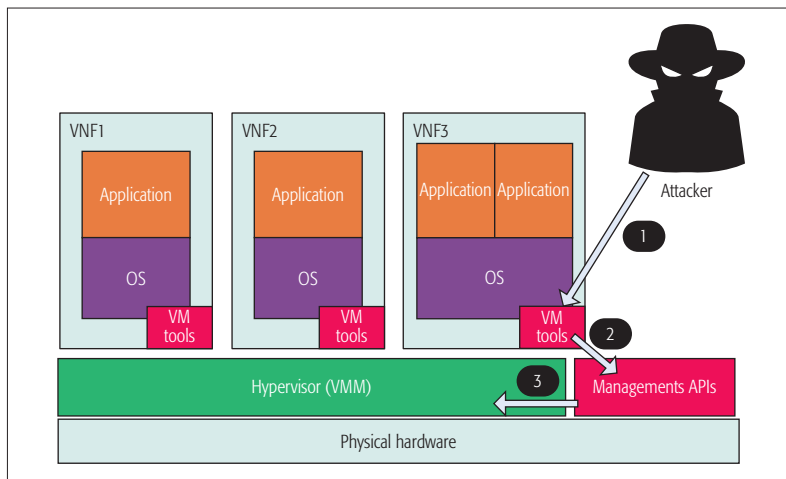 VNF1
Application
OS
VM
tools
VNF2
Application
OS
VM
tools
VNF3
Application
Application
OS
VM
tools
Attacker
1
2
3
Hypervisor (VMM)
Managements APIs
Physical hardware